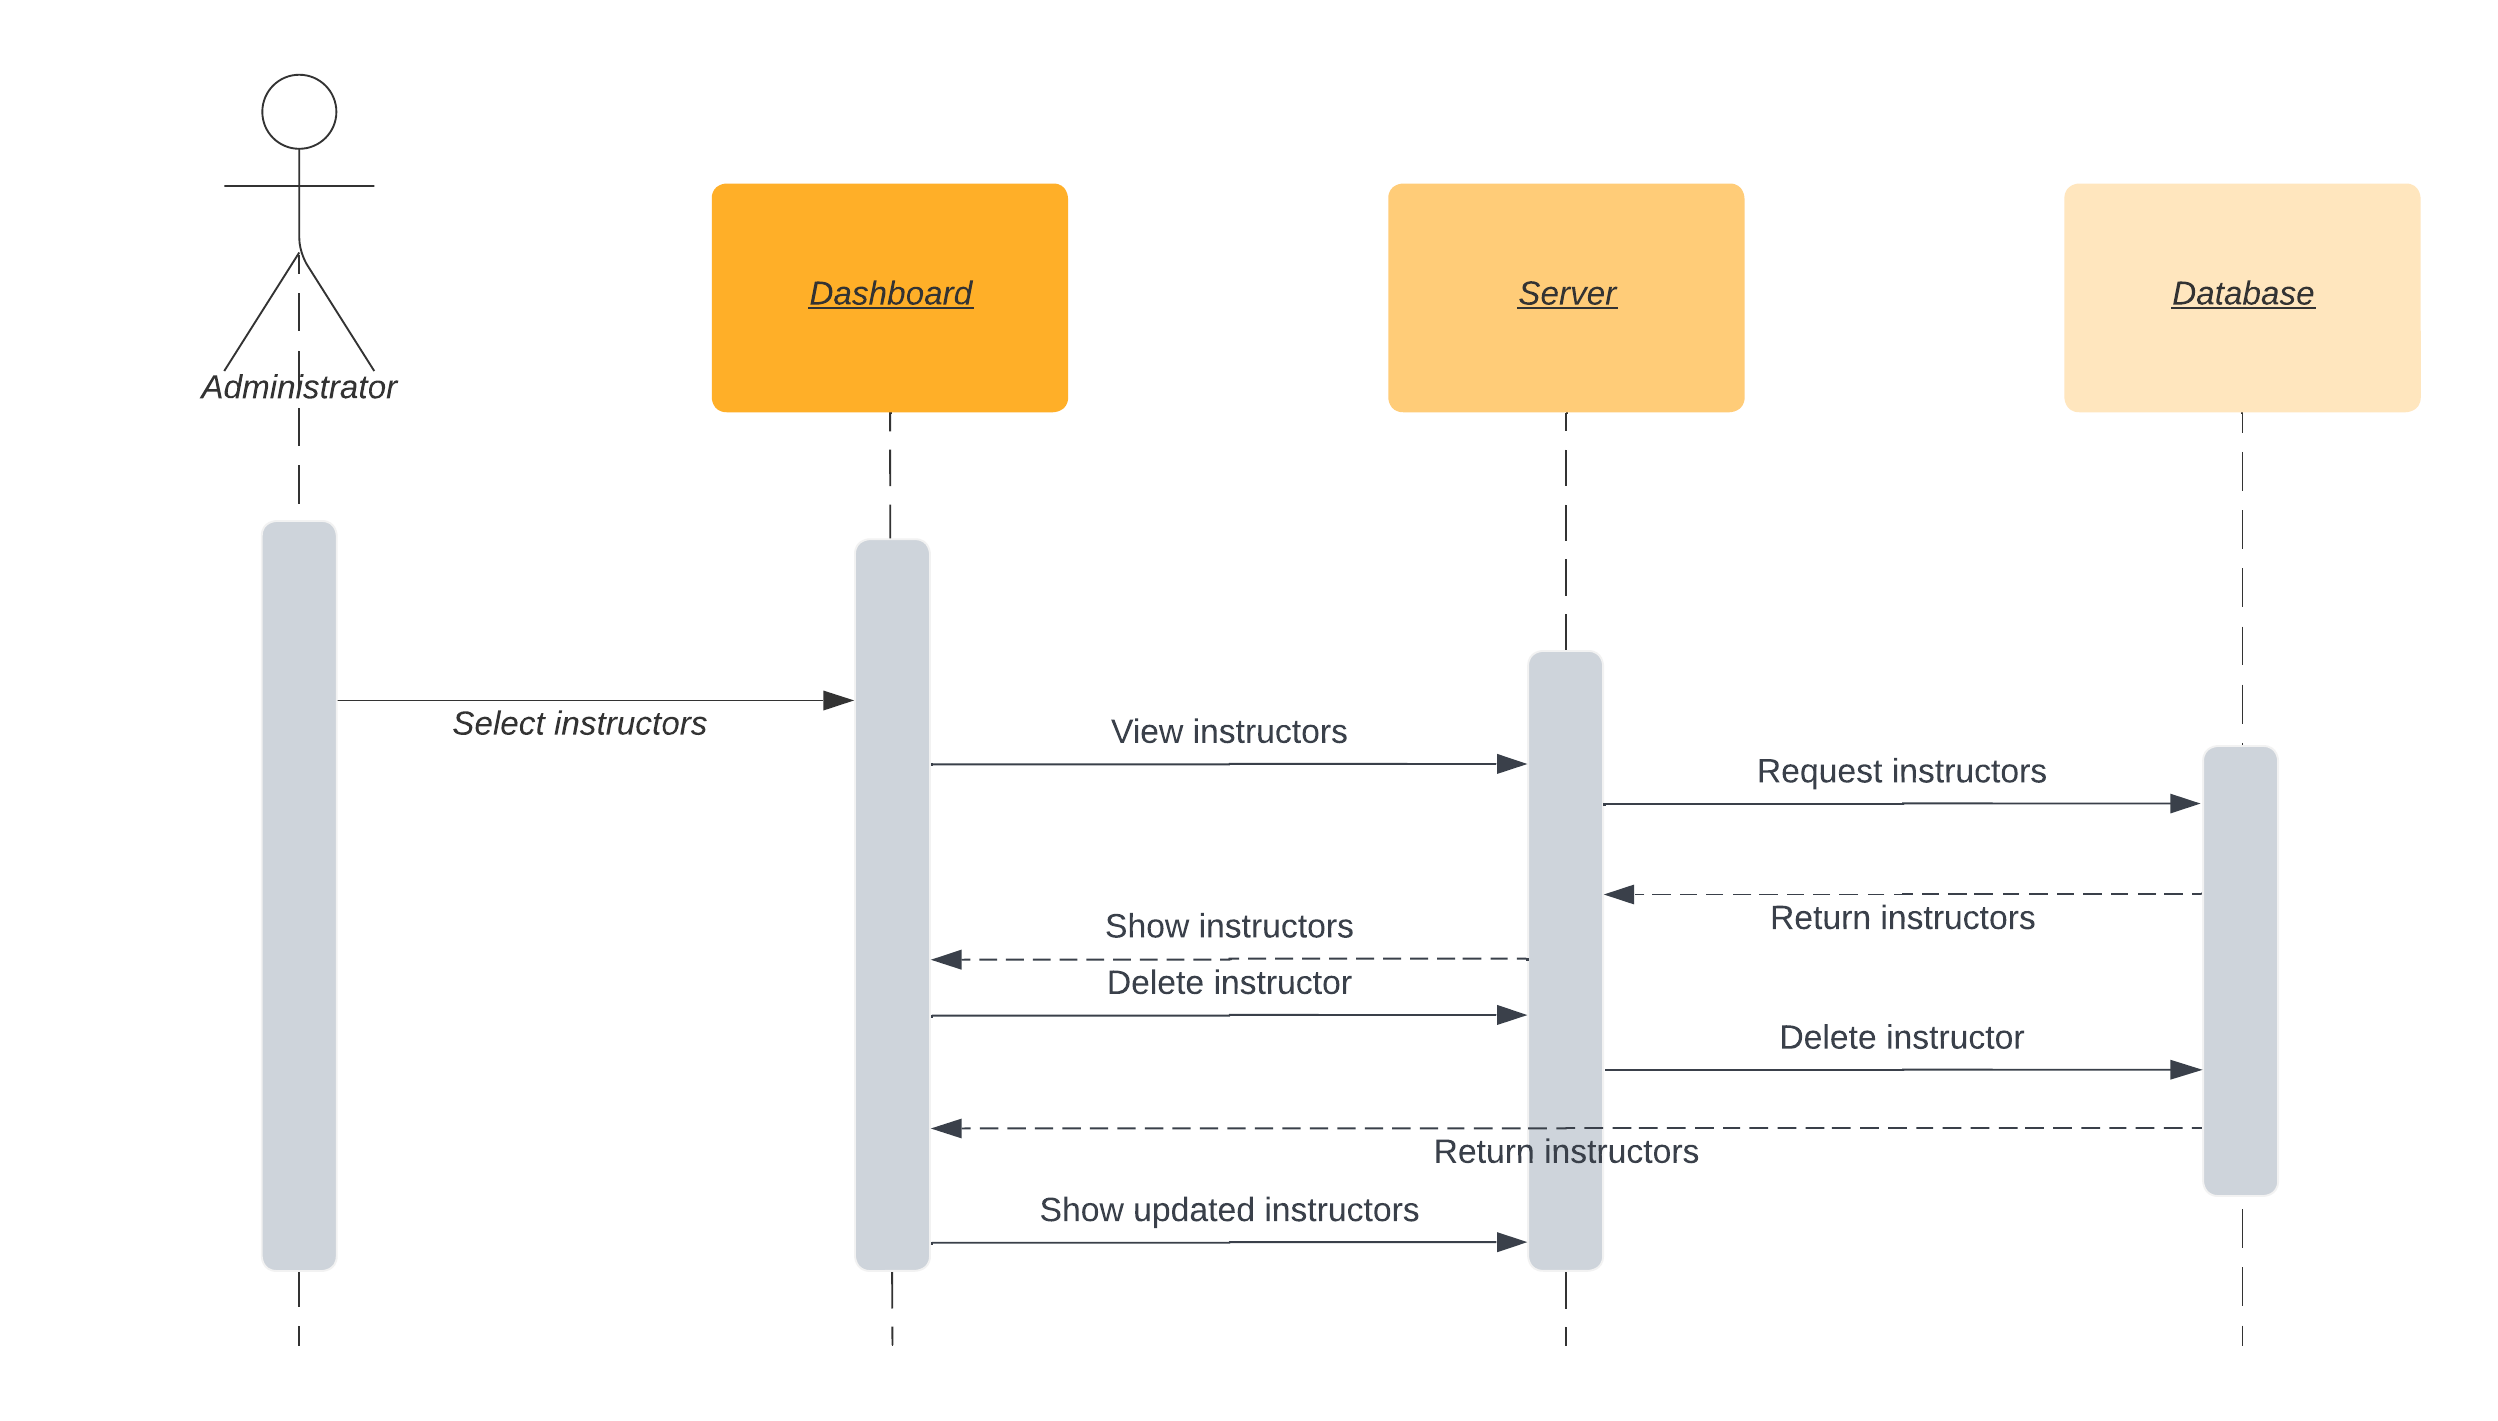 Administrator
Dashboard
Server
Database
Select instructors
View instructors
Request instructors
Return instructors
Show instructors
Delete instructor
Delete instructor
Return instructors
Show updated instructors